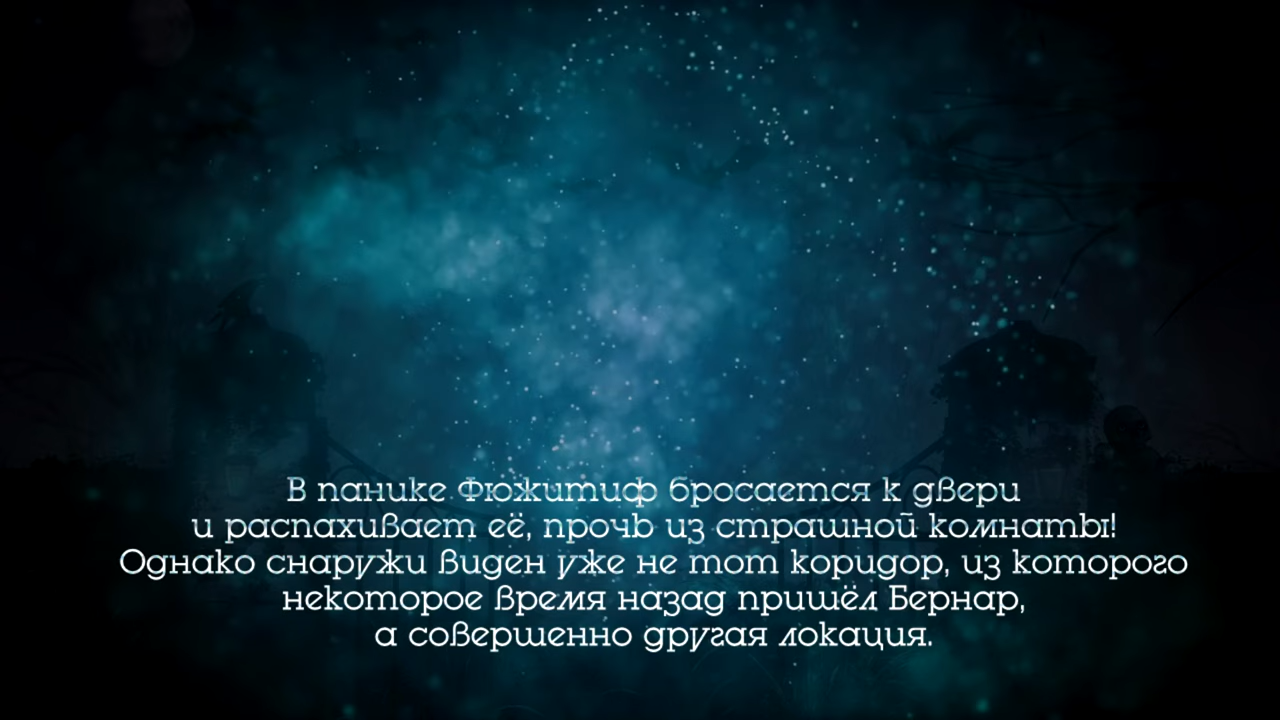 В панике Фюжитиф бросается к двери
и распахивает её, прочь из страшной комнаты!
Однако снаружи виден уже не тот коридор, из которого
некоторое время назад пришёл Бернар,
а совершенно другая локация.